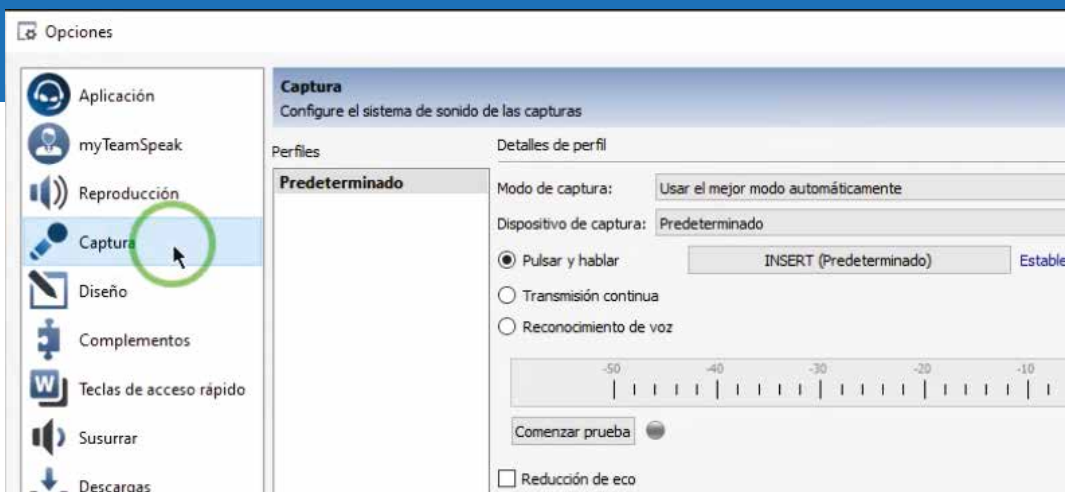 Opciones
Aplicación
myTeamSpeak
Reproducción
Captura
Diseño
Complementos
W
Teclas de acceso rápido
Susurrar
Descargas
Captura
Configure el sistema de sonido de las capturas
Perfiles
Predeterminado
Detalles de perfil
Modo de captura: Usar el mejor modo automáticamente
Dispositivo de captura: Predeterminado
Pulsar y hablar INSERT (Predeterminado)
Transmisión continua
Reconocimiento de voz
-50 -40 -30 -20 -10
Comenzar prueba
Reducción de eco